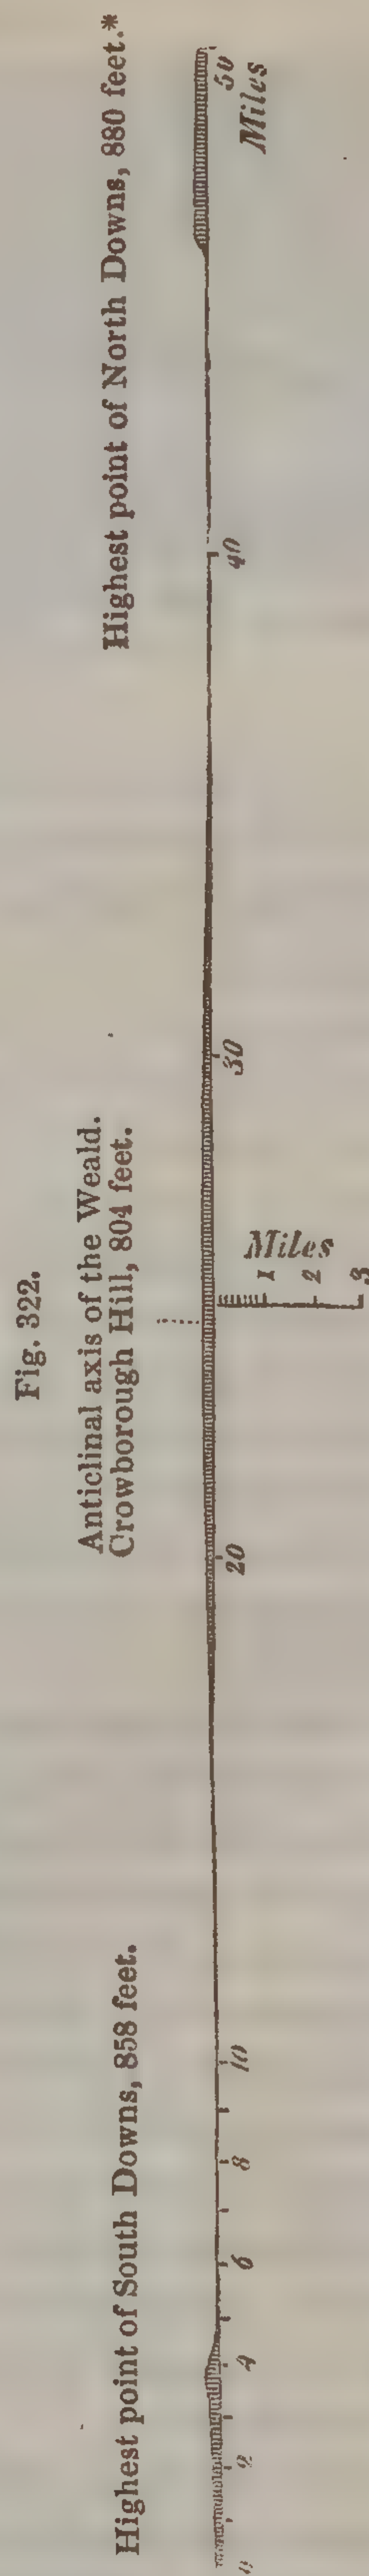 Fig. 322.
Highest point of South Downs, 858 feet.
Anticlinal axis of the Weald.
Crowborough Hill, 804 feet.
Highest point of North Downs, 880 feet.*
0 2 4 6 8 10 20 30 40 50
Miles
1 2 3
Miles